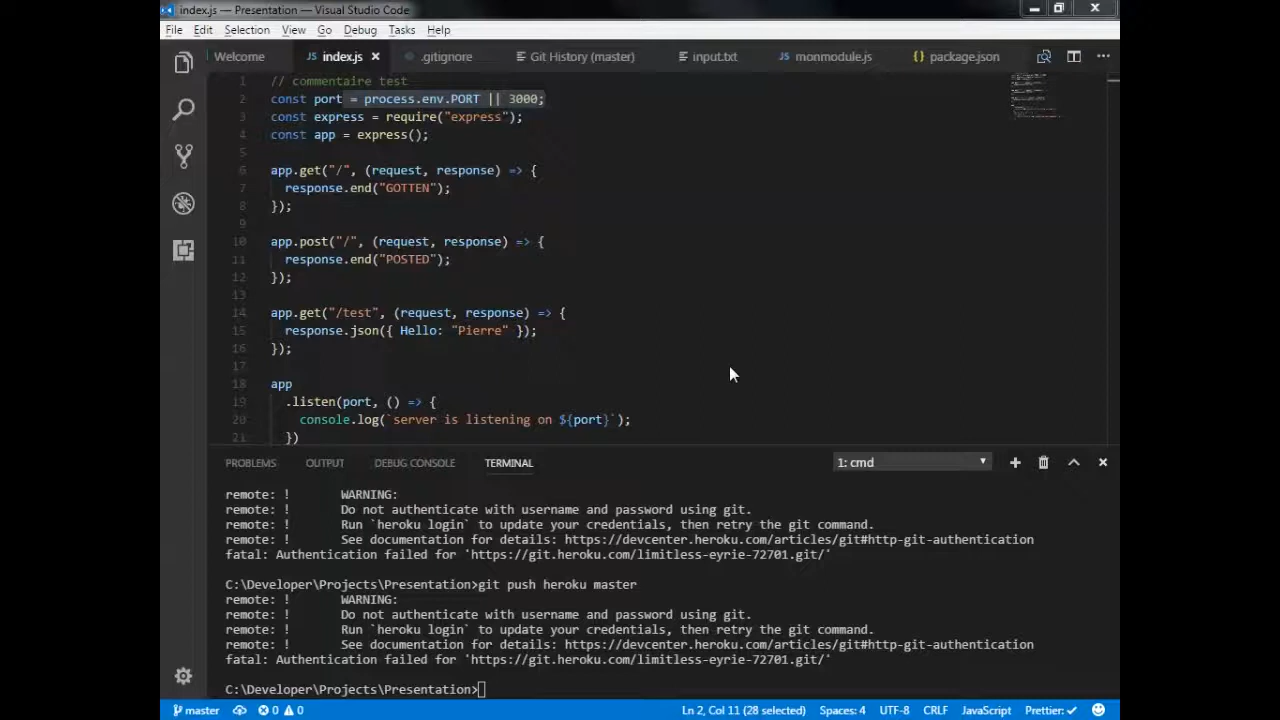 index.js — Presentation — Visual Studio Code
File Edit Selection View Go Debug Tasks Help
Welcome JS index.js .gitignore Git History (master) input.txt JS monmodule.js {} package.json
1 // commentaire test
2 const port = process.env.PORT || 3000;
3 const express = require("express");
4 const app = express();
5
6 app.get("/", (request, response) => {
7 response.end("GOTTEN");
8 });
9
10 app.post("/", (request, response) => {
11 response.end("POSTED");
12 });
13
14 app.get("/test", (request, response) => {
15 response.json({ Hello: "Pierre" });
16 });
17
18 app
19 .listen(port, () => {
20 console.log(`server is listening on ${port}`);
21 })
PROBLEMS OUTPUT DEBUG CONSOLE TERMINAL 1: cmd
remote: ! WARNING:
remote: ! Do not authenticate with username and password using git.
remote: ! Run `heroku login` to update your credentials, then retry the git command.
remote: ! See documentation for details: https://devcenter.heroku.com/articles/git#http-git-authentication
fatal: Authentication failed for 'https://git.heroku.com/limitless-eyrie-72701.git/'
C:\Developer\Projects\Presentation>git push heroku master
remote: ! WARNING:
remote: ! Do not authenticate with username and password using git.
remote: ! Run `heroku login` to update your credentials, then retry the git command.
remote: ! See documentation for details: https://devcenter.heroku.com/articles/git#http-git-authentication
fatal: Authentication failed for 'https://git.heroku.com/limitless-eyrie-72701.git/'
C:\Developer\Projects\Presentation>
master 0 0 Ln 2, Col 11 (28 selected) Spaces: 4 UTF-8 CRLF JavaScript Prettier: ✓